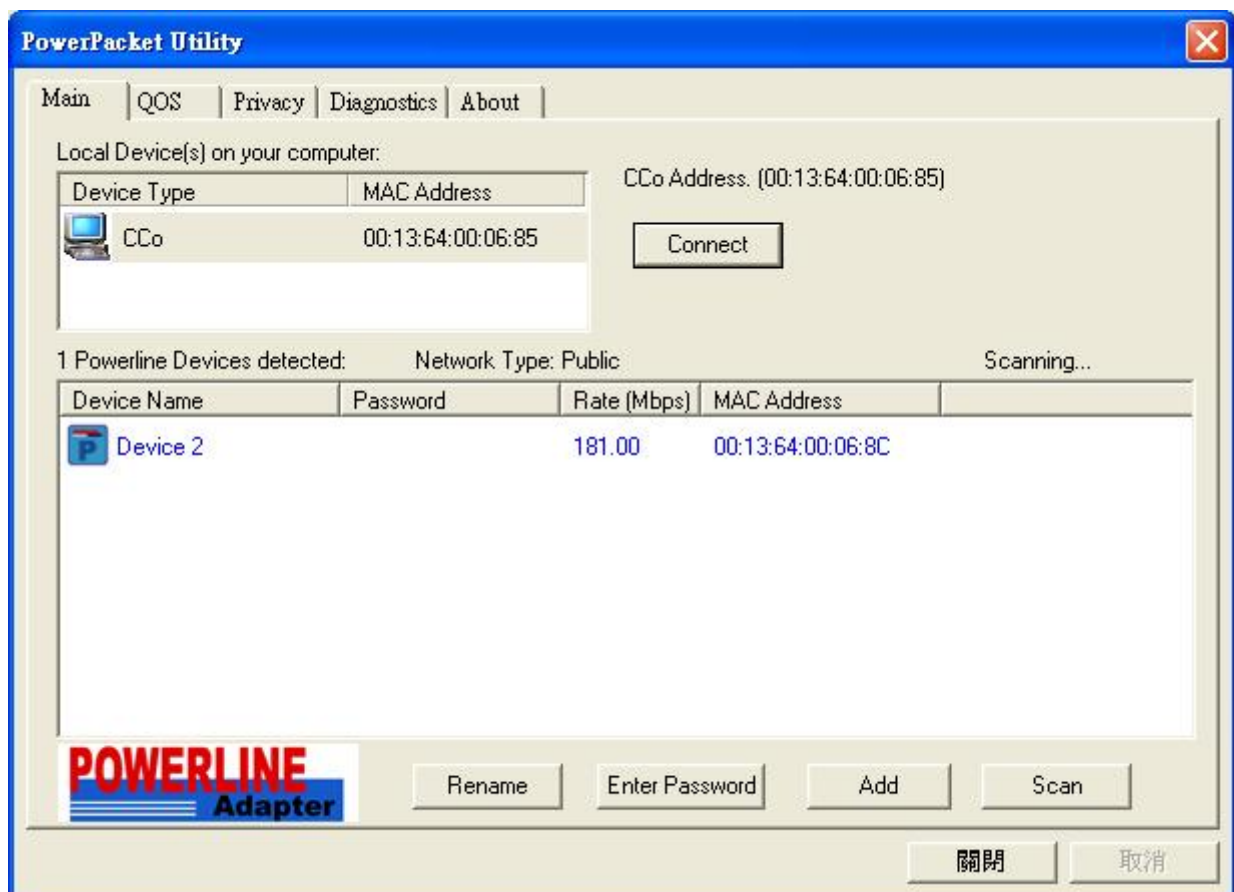 PowerPacket Utility
Main QOS Privacy Diagnostics About
Local Device(s) on your computer:
Device Type MAC Address
CCo 00:13:64:00:06:85
CCo Address. (00:13:64:00:06:85)
Connect
1 Powerline Devices detected: Network Type: Public Scanning...
Device Name Password Rate (Mbps) MAC Address
P Device 2 181.00 00:13:64:00:06:8C
POWERLINE
Adapter
Rename Enter Password Add Scan
關閉 取消